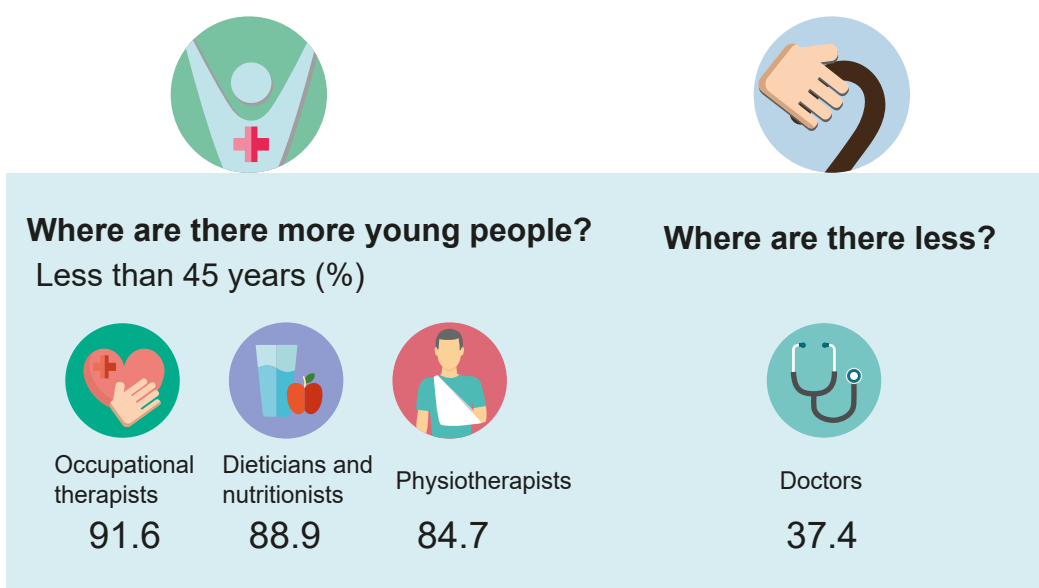 Where are there more young people?
Less than 45 years (%)
Occupational
therapists
91.6
Dieticians and
nutritionists
88.9
Physiotherapists
84.7
Where are there less?
Doctors
37.4